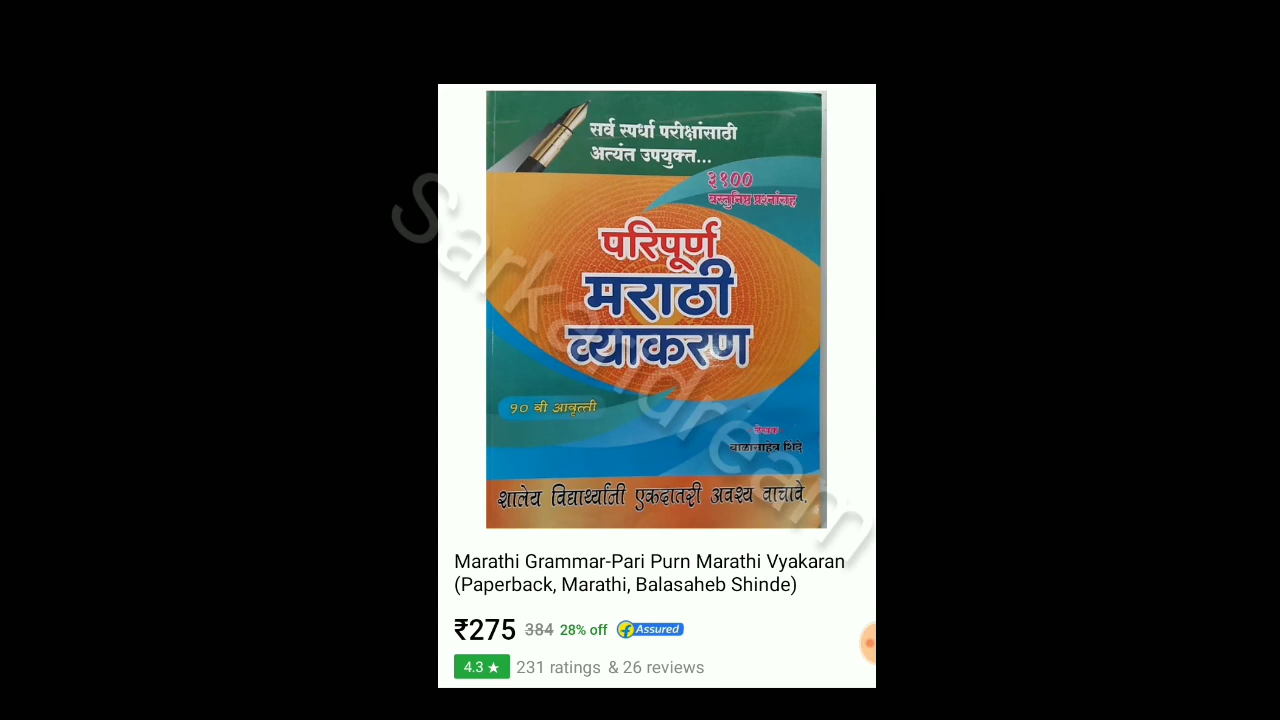 सर्व स्पर्धा परीक्षांसाठी
अत्यंत उपयुक्त...
३१००
वस्तुनिष्ठ प्रश्नांसह
परिपूर्ण
मराठी
व्याकरण
१० वी आवृत्ती
लेखक
बाळासाहेब शिंदे
शालेय विद्यार्थ्यांनी एकदातरी अवश्य वाचावे.
Sarkaridream
Marathi Grammar-Pari Purn Marathi Vyakaran
(Paperback, Marathi, Balasaheb Shinde)
₹275 384 28% off f Assured
4.3 ★ 231 ratings & 26 reviews